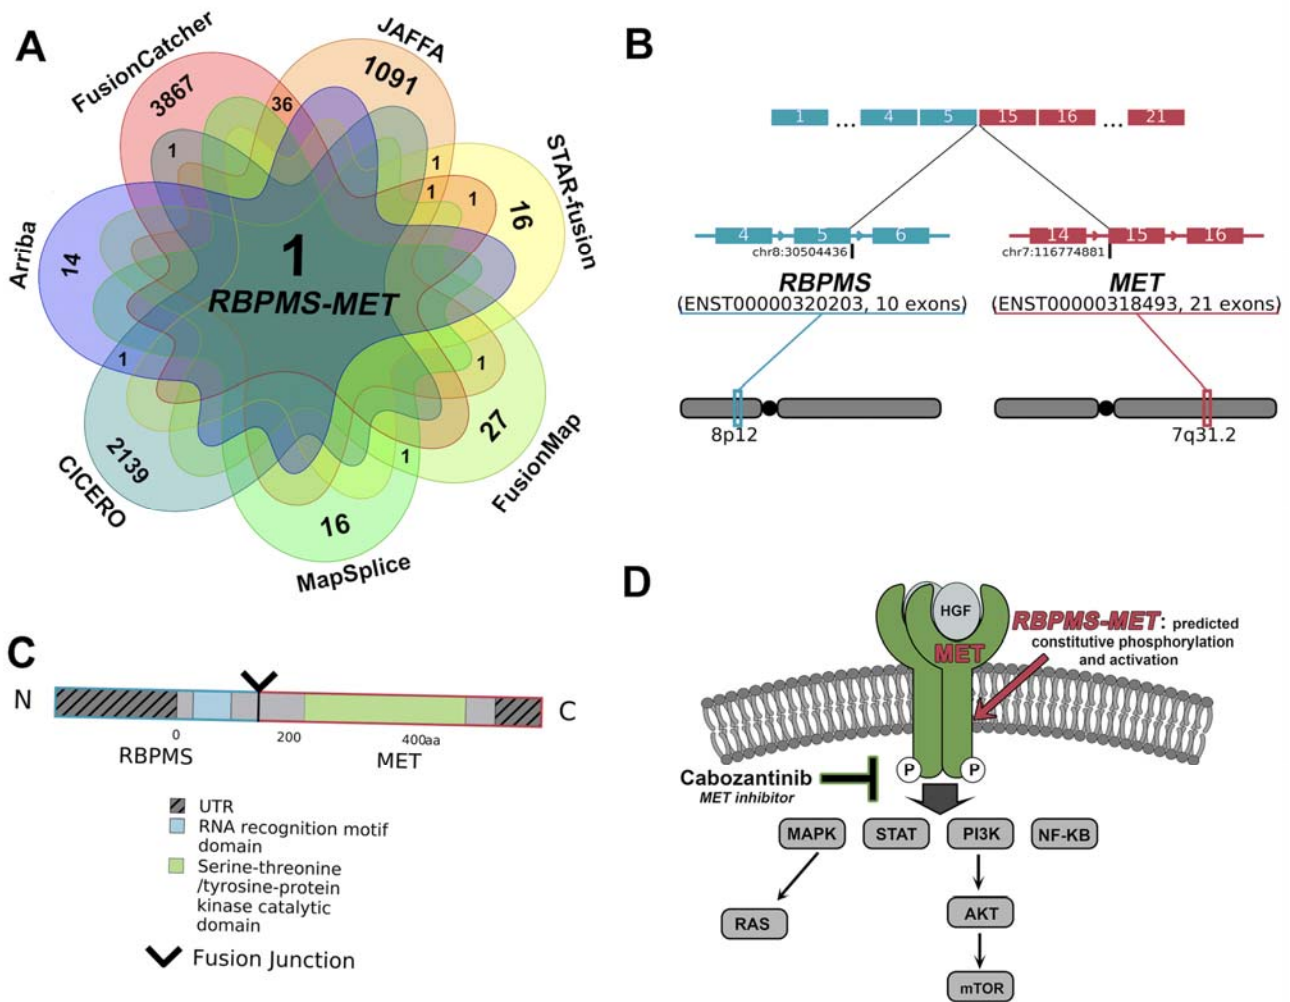 A
FusionCatcher
JAFFA
STAR-fusion
FusionMap
MapSplice
CICERO
Arriba
3867
36
1091
1
1
1
1
16
14
1
RBPMS-MET
1
1
27
1
2139
16
B
1 ... 4 5 15 16 ... 21
4 5 6
14 15 16
chr8:30504436
chr7:116774881
RBPMS
(ENST00000320203, 10 exons)
MET
(ENST00000318493, 21 exons)
8p12
7q31.2
C
N
C
0
200
400aa
RBPMS
MET
UTR
RNA recognition motif
domain
Serine-threonine
/tyrosine-protein
kinase catalytic
domain
Fusion Junction
D
HGF
MET
RBPMS-MET: predicted
constitutive phosphorylation
and activation
Cabozantinib
MET inhibitor
P
P
MAPK
STAT
PI3K
NF-KB
RAS
AKT
mTOR